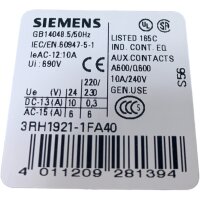 SIEMENS
GB14048.5/50Hz
IEC/EN 60947-5-1
IeAC-12:10A
Ui : 690V
LISTED 165C
IND.CONT.EQ.
AUX.CONTACTS
A600/Q600
10A/240V
General use
S56
220/
Ue V 24 230
DC-13(A) 10 0,3
AC-15(A) 6 6
3RH1921-1FA40
4 011209 281394